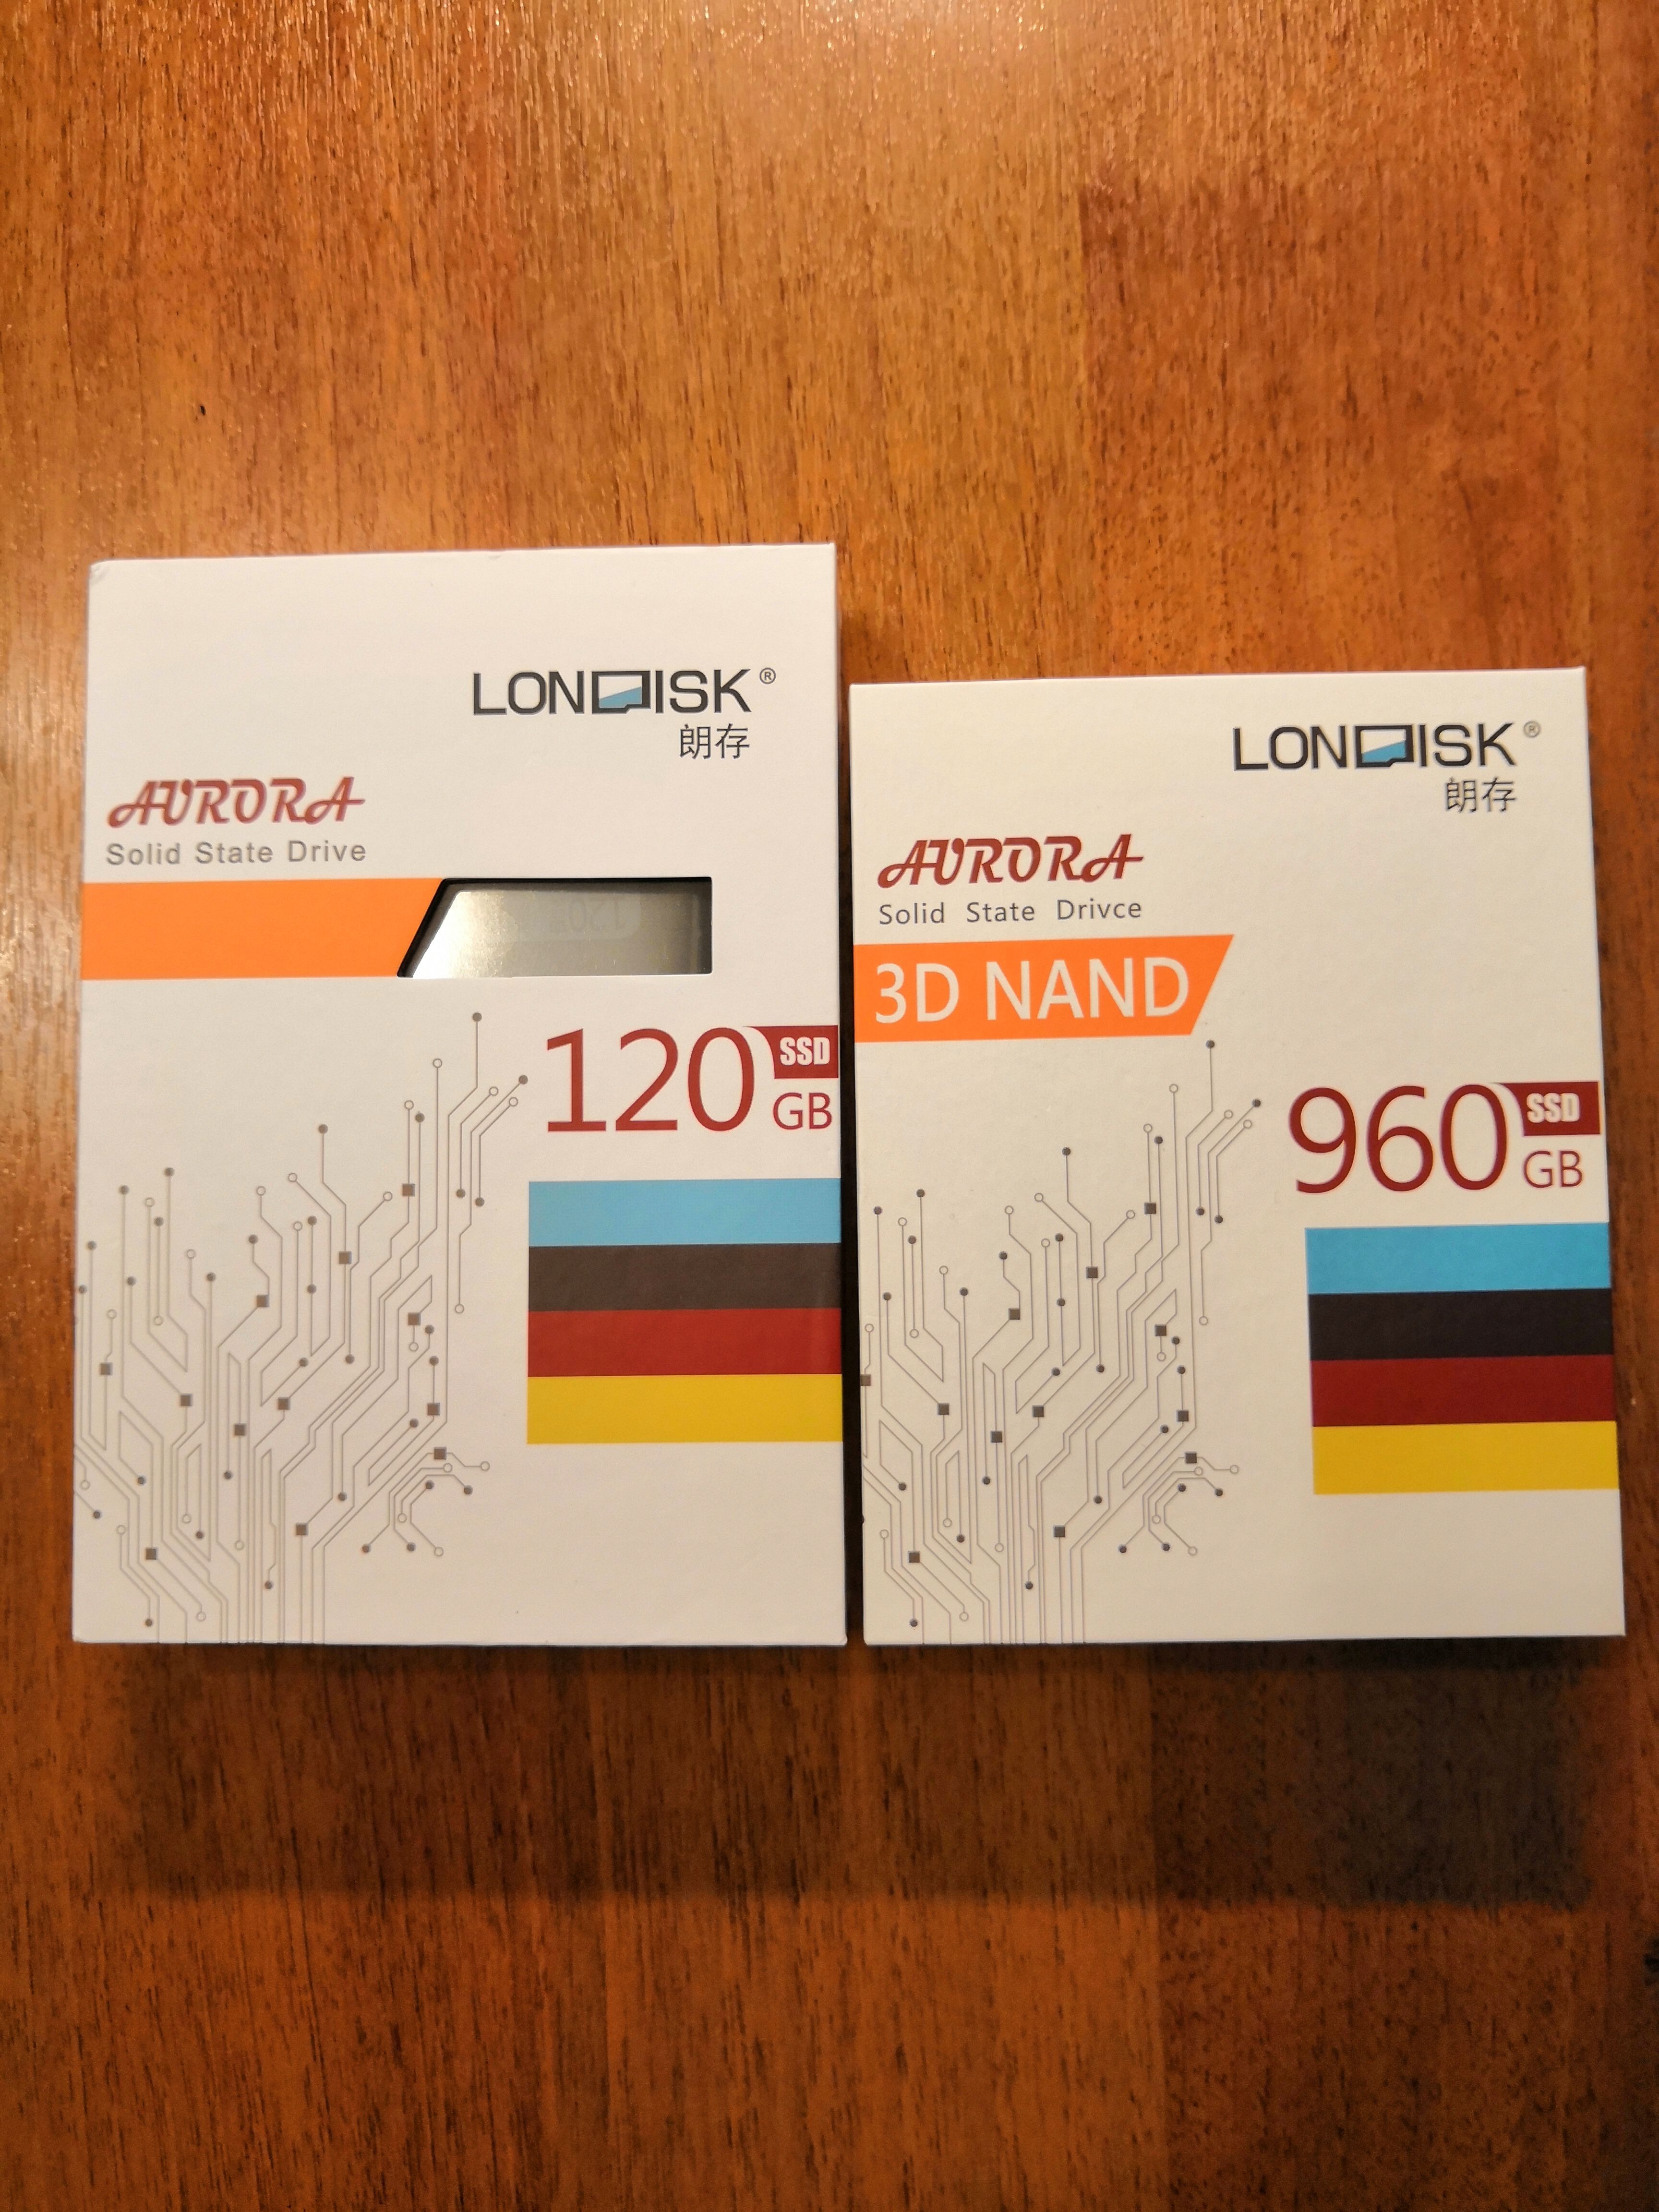 LONDISK®
朗存
AURORA
Solid State Drive
120
SSD
120
GB
LONDISK®
朗存
AURORA
Solid State Drivce
3D NAND
960
SSD
GB